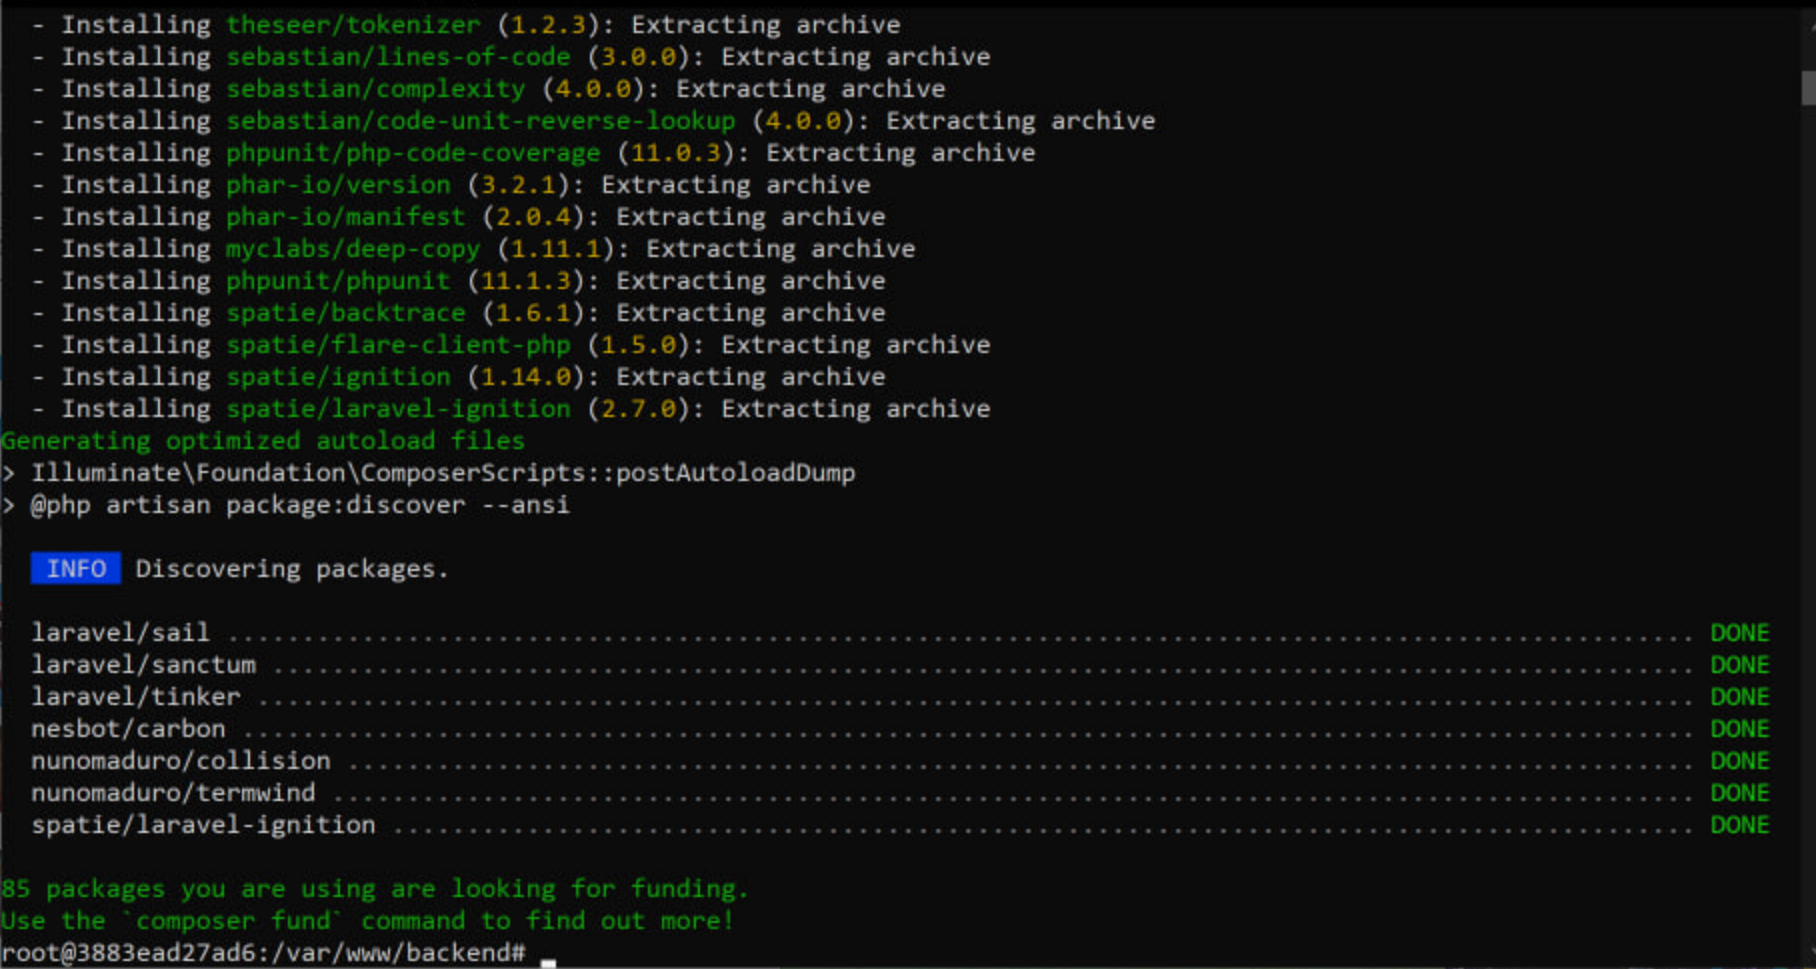 - Installing theseer/tokenizer (1.2.3): Extracting archive
- Installing sebastian/lines-of-code (3.0.0): Extracting archive
- Installing sebastian/complexity (4.0.0): Extracting archive
- Installing sebastian/code-unit-reverse-lookup (4.0.0): Extracting archive
- Installing phpunit/php-code-coverage (11.0.3): Extracting archive
- Installing phar-io/version (3.2.1): Extracting archive
- Installing phar-io/manifest (2.0.4): Extracting archive
- Installing myclabs/deep-copy (1.11.1): Extracting archive
- Installing phpunit/phpunit (11.1.3): Extracting archive
- Installing spatie/backtrace (1.6.1): Extracting archive
- Installing spatie/flare-client-php (1.5.0): Extracting archive
- Installing spatie/ignition (1.14.0): Extracting archive
- Installing spatie/laravel-ignition (2.7.0): Extracting archive
Generating optimized autoload files
> Illuminate\Foundation\ComposerScripts::postAutoloadDump
> @php artisan package:discover --ansi
INFO Discovering packages.
laravel/sail .................................................................................................. DONE
laravel/sanctum ............................................................................................... DONE
laravel/tinker ................................................................................................ DONE
nesbot/carbon ................................................................................................. DONE
nunomaduro/collision .......................................................................................... DONE
nunomaduro/termwind ........................................................................................... DONE
spatie/laravel-ignition ....................................................................................... DONE
85 packages you are using are looking for funding.
Use the `composer fund` command to find out more!
root@3883ead27ad6:/var/www/backend#